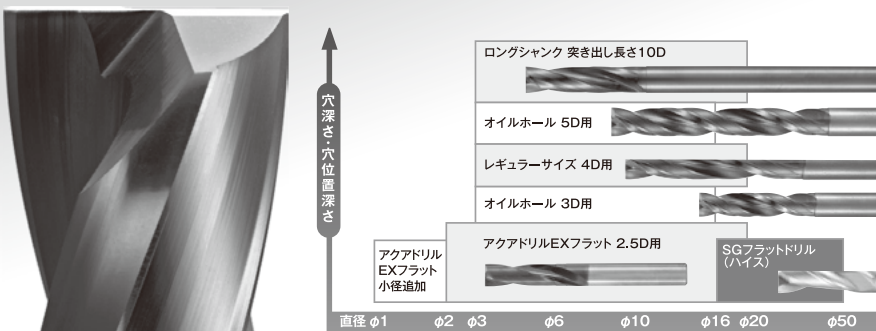 ロングシャンク 突き出し長さ10D
オイルホール 5D用
レギュラーサイズ 4D用
オイルホール 3D用
アクアドリルEXフラット 2.5D用
アクアドリル
EXフラット
小径追加
SGフラットドリル
(ハイス)
穴深さ・穴位置深さ
直径 φ1 φ2 φ3 φ6 φ10 φ16 φ20 φ50